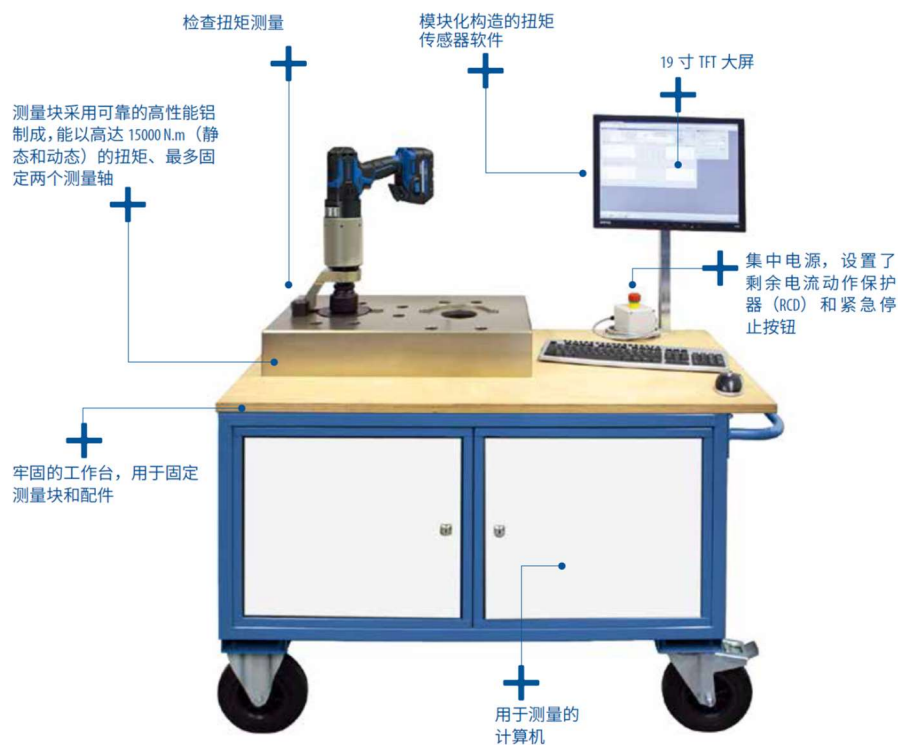 检查扭矩测量
模块化构造的扭矩
传感器软件
19 寸 TFT 大屏
测量块采用可靠的高性能铝
制成，能以高达 15000 N.m（静
态和动态）的扭矩、最多固
定两个测量轴
集中电源，设置了
剩余电流动作保护
器（RCD）和紧急停
止按钮
牢固的工作台，用于固定
测量块和配件
用于测量的
计算机